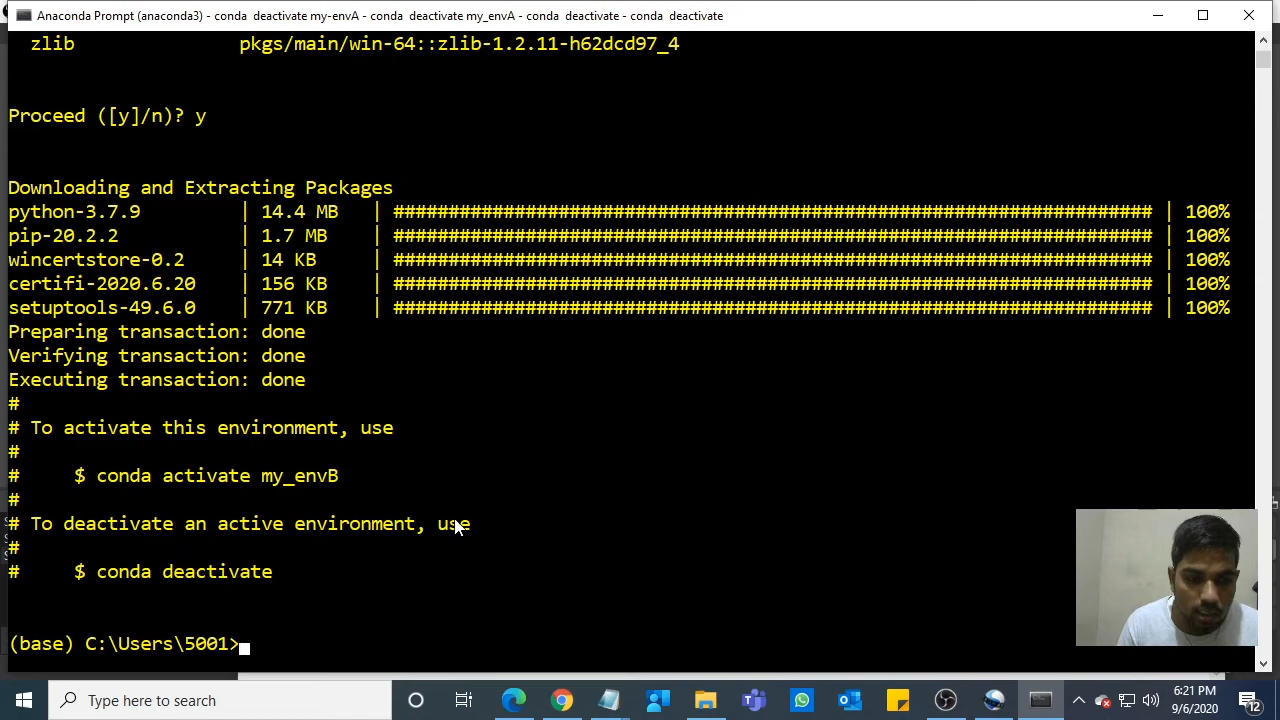 Anaconda Prompt (anaconda3) - conda  deactivate my-envA - conda  deactivate my_envA - conda  deactivate - conda  deactivate
zlib pkgs/main/win-64::zlib-1.2.11-h62dcd97_4
Proceed ([y]/n)? y
Downloading and Extracting Packages
python-3.7.9 | 14.4 MB | ##################################################################### | 100%
pip-20.2.2 | 1.7 MB | ##################################################################### | 100%
wincertstore-0.2 | 14 KB | ##################################################################### | 100%
certifi-2020.6.20 | 156 KB | ##################################################################### | 100%
setuptools-49.6.0 | 771 KB | ##################################################################### | 100%
Preparing transaction: done
Verifying transaction: done
Executing transaction: done
#
# To activate this environment, use
#
#     $ conda activate my_envB
#
# To deactivate an active environment, use
#
#     $ conda deactivate
(base) C:\Users\5001>
Type here to search
6:21 PM
9/6/2020
12